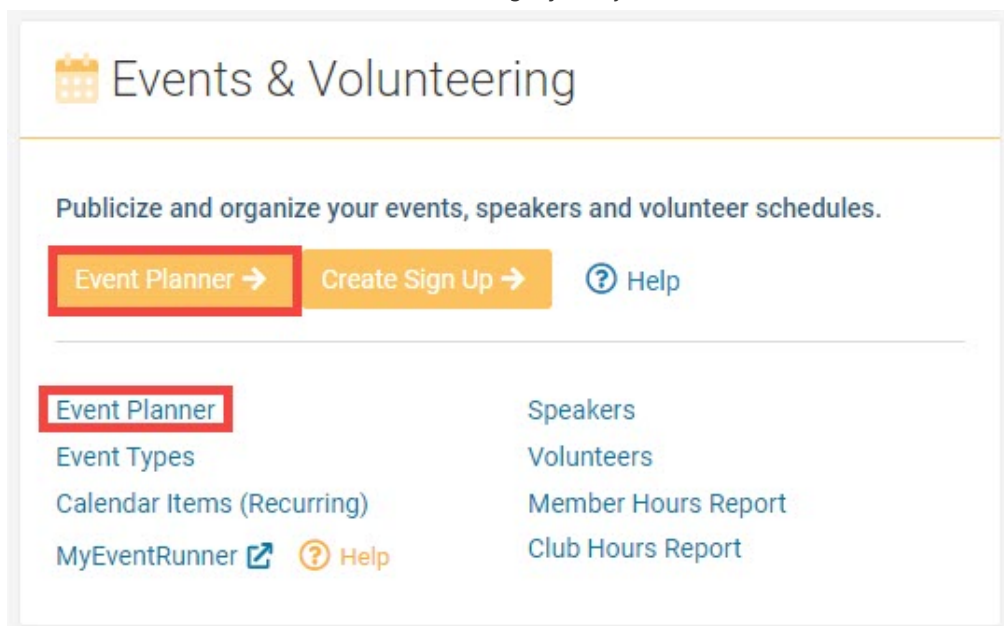 Events & Volunteering
Publicize and organize your events, speakers and volunteer schedules.
Event Planner → Create Sign Up → Help
Event Planner
Event Types
Calendar Items (Recurring)
MyEventRunner Help
Speakers
Volunteers
Member Hours Report
Club Hours Report